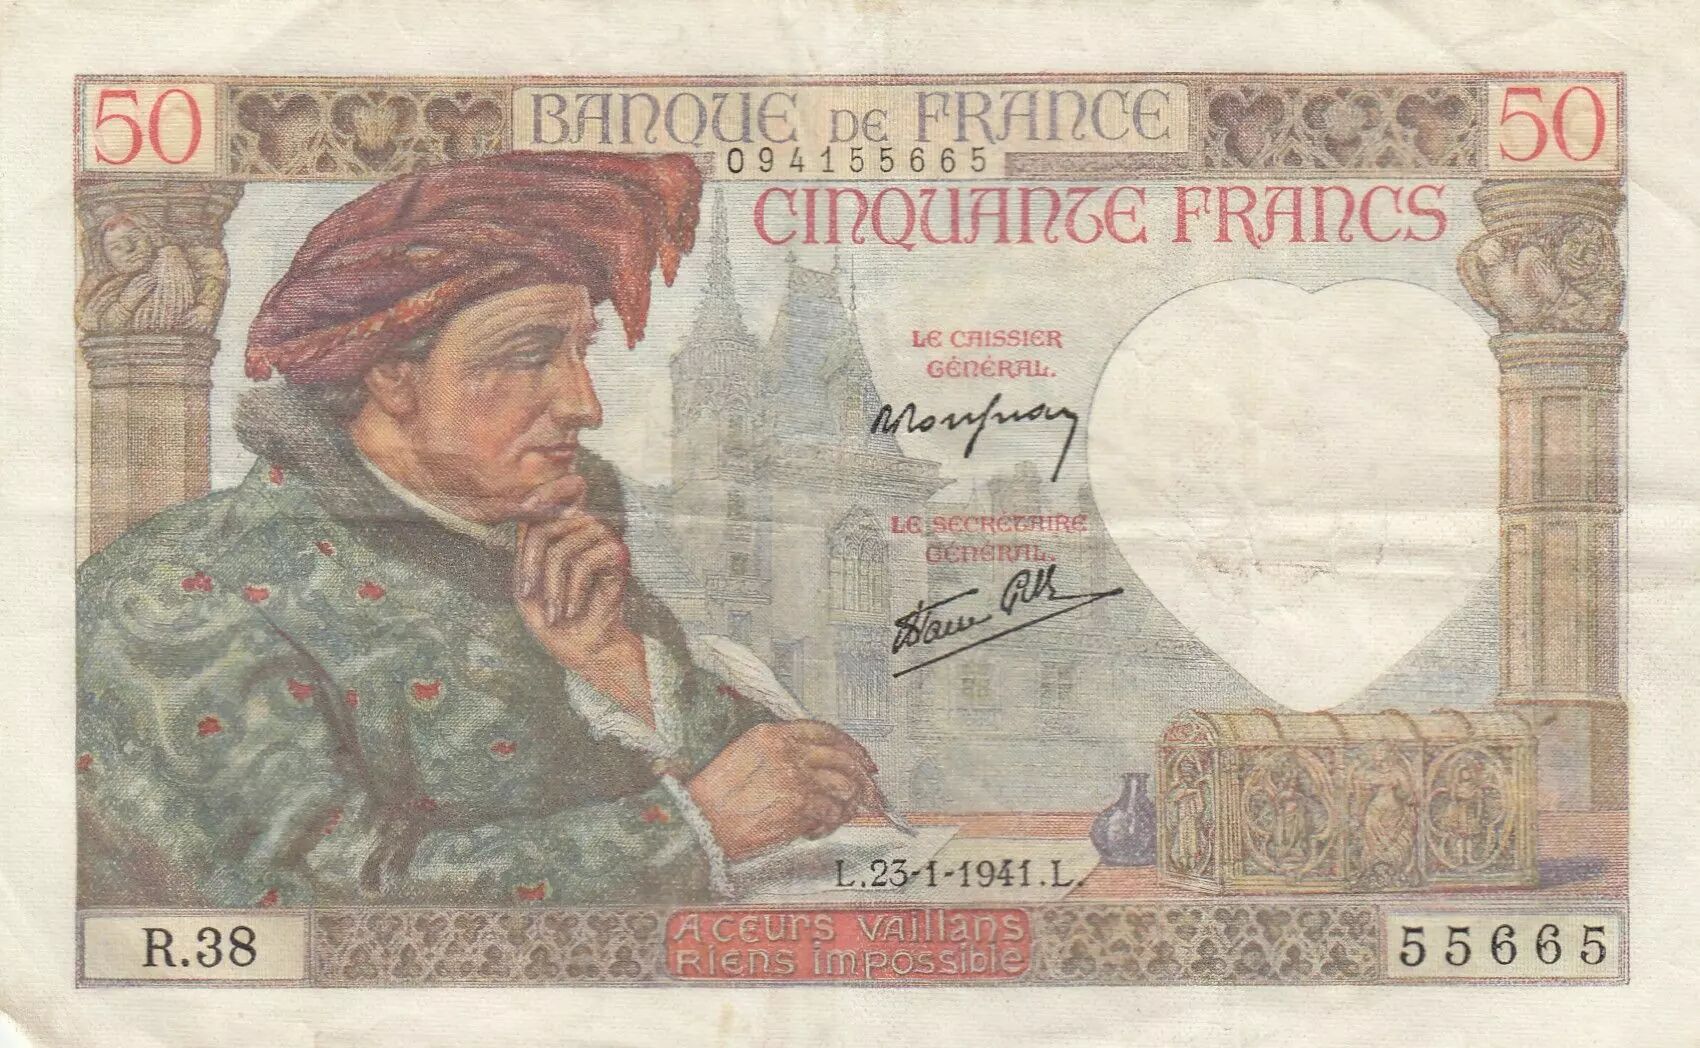 50
BANQUE DE FRANCE
50
094155665
CINQUANTE FRANCS
LE CAISSIER
GÉNÉRAL.
LE SECRÉTAIRE
GÉNÉRAL.
L.23-1-1941.L.
R.38
A CEURS VAILLANS
RIENS IMPOSSIBLE
55665